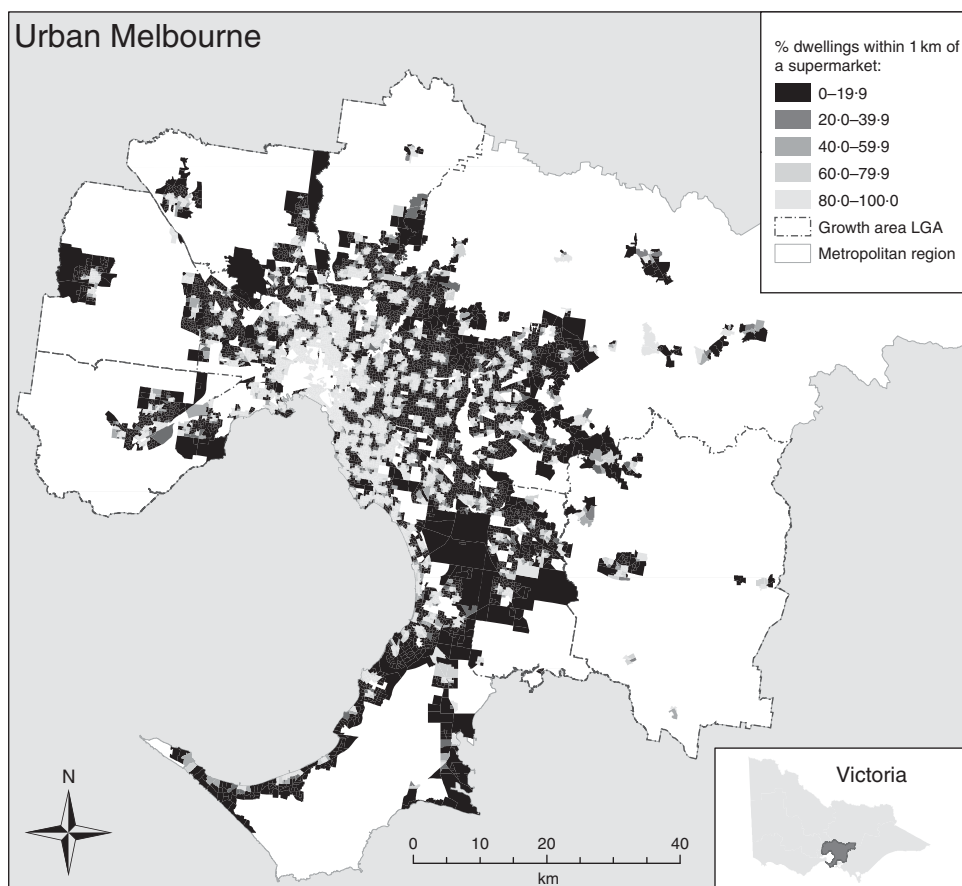 Urban Melbourne
% dwellings within 1 km of
a supermarket:
0–19·9
20·0–39·9
40·0–59·9
60·0–79·9
80·0–100·0
Growth area LGA
Metropolitan region
N
0 10 20 40
km
Victoria